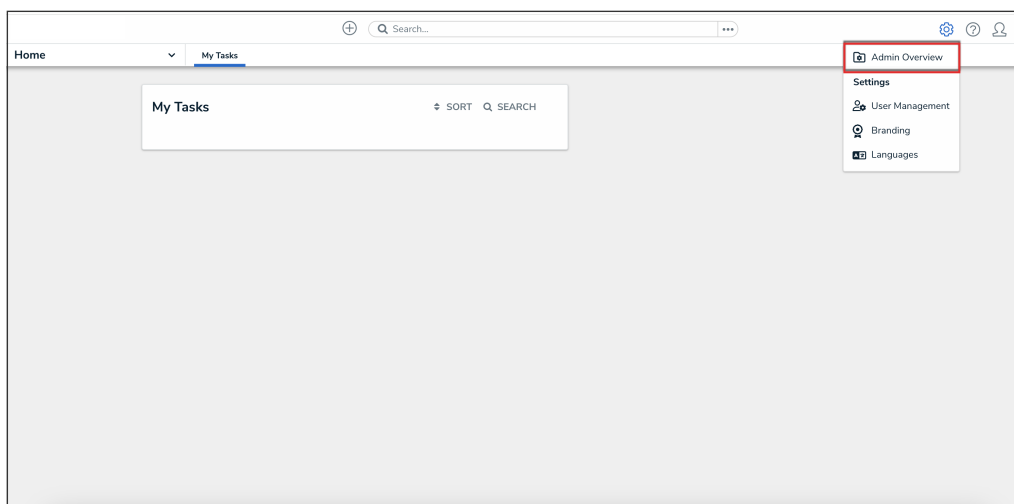 Search...
Home
My Tasks
Admin Overview
Settings
User Management
Branding
Languages
My Tasks
SORT
SEARCH